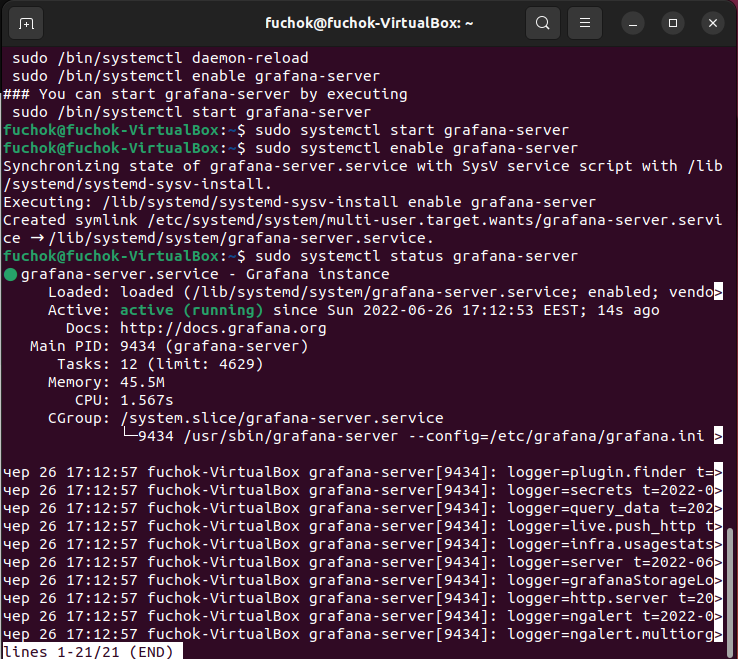 fuchok@fuchok-VirtualBox: ~
sudo /bin/systemctl daemon-reload
sudo /bin/systemctl enable grafana-server
### You can start grafana-server by executing
sudo /bin/systemctl start grafana-server
fuchok@fuchok-VirtualBox:~$ sudo systemctl start grafana-server
fuchok@fuchok-VirtualBox:~$ sudo systemctl enable grafana-server
Synchronizing state of grafana-server.service with SysV service script with /lib
/systemd/systemd-sysv-install.
Executing: /lib/systemd/systemd-sysv-install enable grafana-server
Created symlink /etc/systemd/system/multi-user.target.wants/grafana-server.servi
ce → /lib/systemd/system/grafana-server.service.
fuchok@fuchok-VirtualBox:~$ sudo systemctl status grafana-server
● grafana-server.service - Grafana instance
Loaded: loaded (/lib/systemd/system/grafana-server.service; enabled; vendo>
Active: active (running) since Sun 2022-06-26 17:12:53 EEST; 14s ago
Docs: http://docs.grafana.org
Main PID: 9434 (grafana-server)
Tasks: 12 (limit: 4629)
Memory: 45.5M
CPU: 1.567s
CGroup: /system.slice/grafana-server.service
└─9434 /usr/sbin/grafana-server --config=/etc/grafana/grafana.ini >
чер 26 17:12:57 fuchok-VirtualBox grafana-server[9434]: logger=plugin.finder t=>
чер 26 17:12:57 fuchok-VirtualBox grafana-server[9434]: logger=secrets t=2022-0>
чер 26 17:12:57 fuchok-VirtualBox grafana-server[9434]: logger=query_data t=202>
чер 26 17:12:57 fuchok-VirtualBox grafana-server[9434]: logger=live.push_http t>
чер 26 17:12:57 fuchok-VirtualBox grafana-server[9434]: logger=infra.usagestats>
чер 26 17:12:57 fuchok-VirtualBox grafana-server[9434]: logger=server t=2022-06>
чер 26 17:12:57 fuchok-VirtualBox grafana-server[9434]: logger=grafanaStorageLo>
чер 26 17:12:57 fuchok-VirtualBox grafana-server[9434]: logger=http.server t=20>
чер 26 17:12:57 fuchok-VirtualBox grafana-server[9434]: logger=ngalert t=2022-0>
чер 26 17:12:57 fuchok-VirtualBox grafana-server[9434]: logger=ngalert.multiorg>
lines 1-21/21 (END)